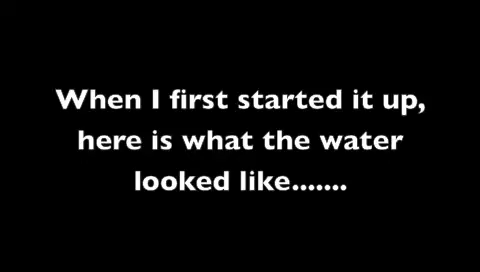 When I first started it up,
here is what the water
looked like.......